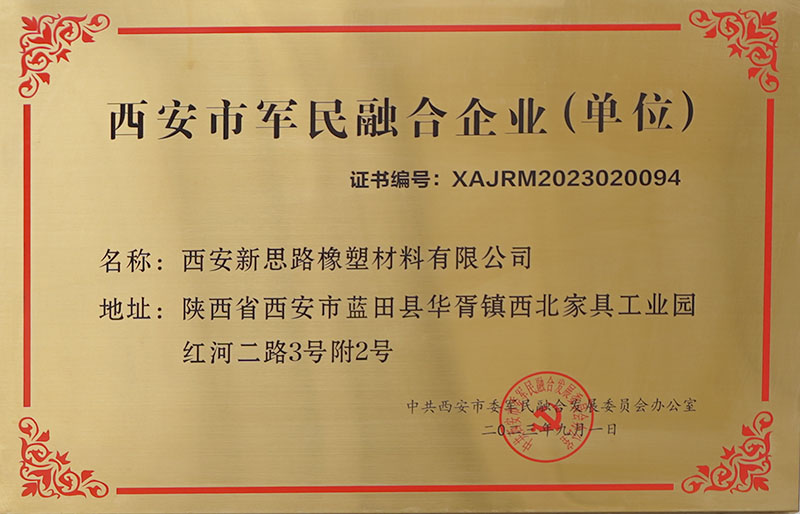 西安市军民融合企业(单位)
证书编号：XAJRM2023020094
名称：西安新思路橡塑材料有限公司
地址：陕西省西安市蓝田县华胥镇西北家具工业园
红河二路3号附2号
中共西安市委军民融合发展委员会办公室
二〇二三年九月一日